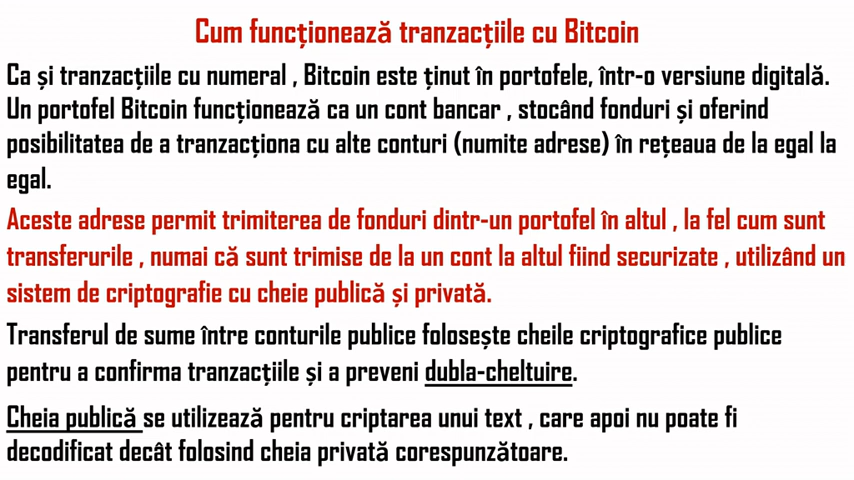 Cum funcționează tranzacțiile cu Bitcoin
Ca și tranzacțiile cu numeral , Bitcoin este ținut în portofele, într-o versiune digitală.
Un portofel Bitcoin funcționează ca un cont bancar , stocând fonduri și oferind
posibilitatea de a tranzacționa cu alte conturi (numite adrese) în rețeaua de la egal la
egal.
Aceste adrese permit trimiterea de fonduri dintr-un portofel în altul , la fel cum sunt
transferurile , numai că sunt trimise de la un cont la altul fiind securizate , utilizând un
sistem de criptografie cu cheie publică și privată.
Transferul de sume între conturile publice folosește cheile criptografice publice
pentru a confirma tranzacțiile și a preveni dubla-cheltuire.
Cheia publică se utilizează pentru criptarea unui text , care apoi nu poate fi
decodificat decât folosind cheia privată corespunzătoare.